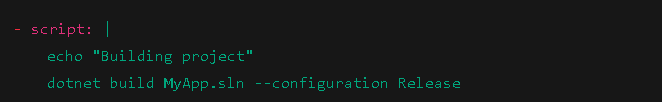 - script: |
    echo "Building project"
    dotnet build MyApp.sln --configuration Release